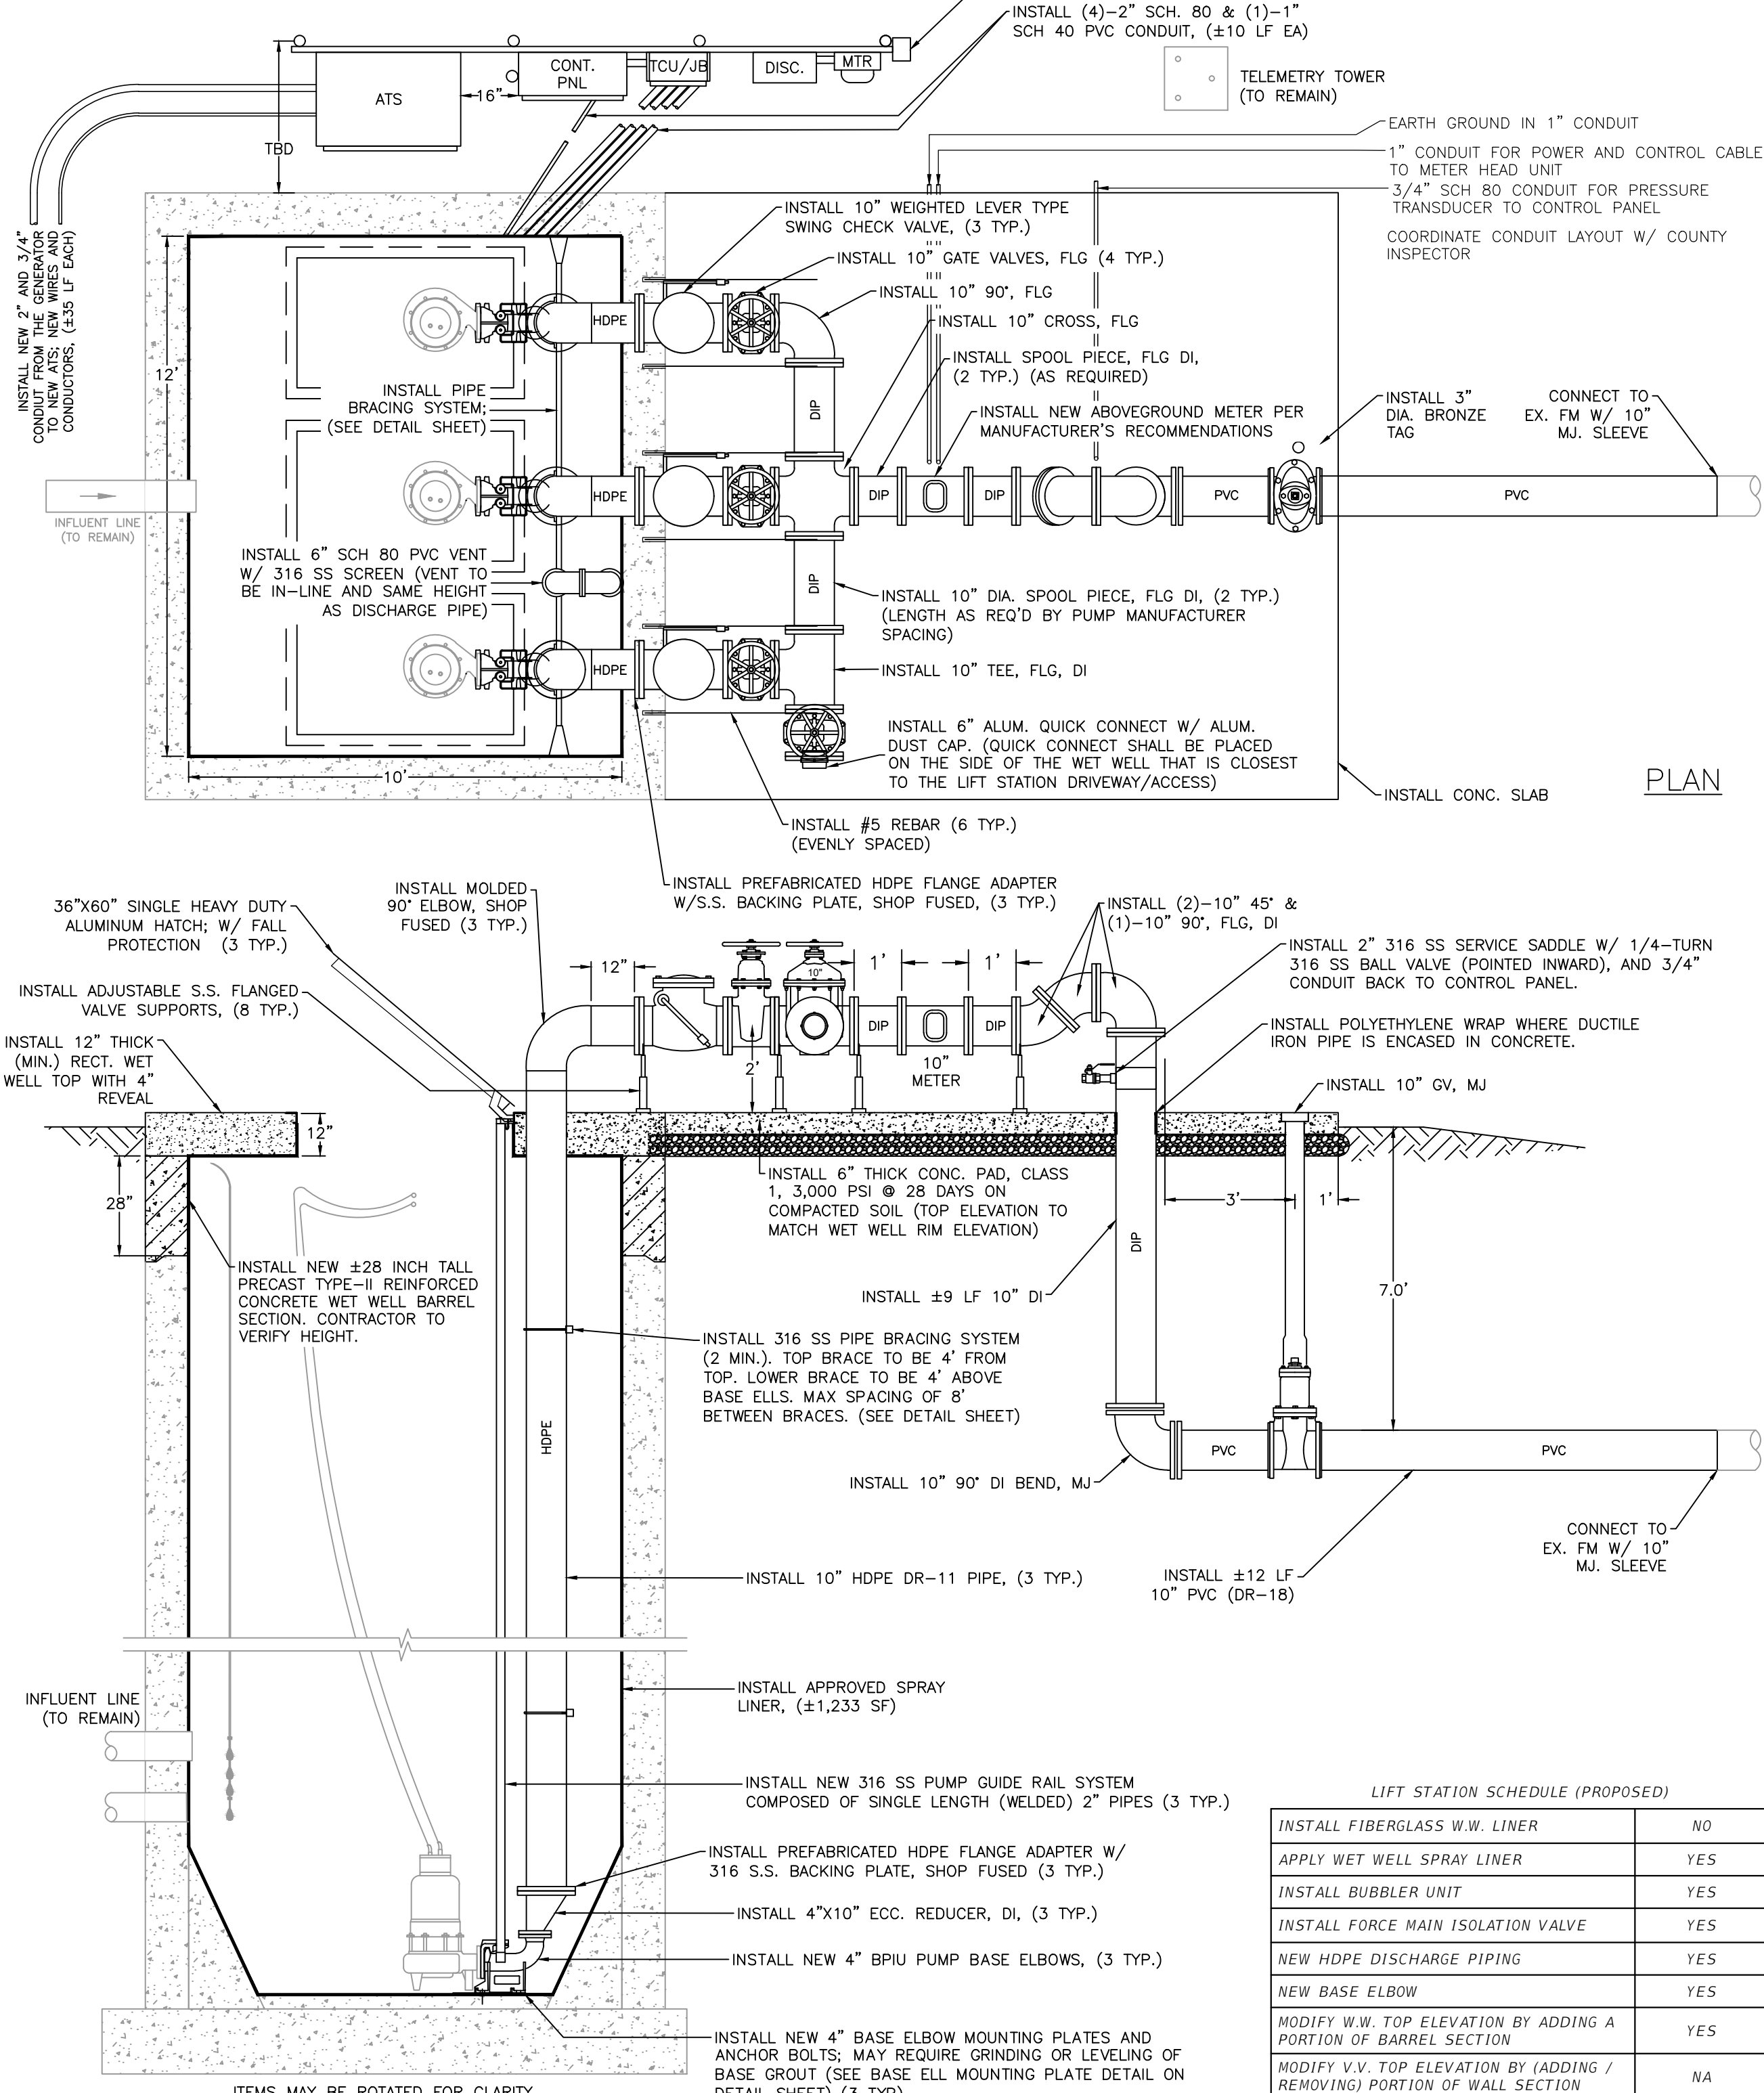 INSTALL (4)-2" SCH. 80 & (1)-1"
SCH 40 PVC CONDUIT, (±10 LF EA)
ATS
16"
CONT.
PNL
TCU/JB
DISC.
MTR
TELEMETRY TOWER
(TO REMAIN)
TBD
EARTH GROUND IN 1" CONDUIT
1" CONDUIT FOR POWER AND CONTROL CABLE
TO METER HEAD UNIT
3/4" SCH 80 CONDUIT FOR PRESSURE
TRANSDUCER TO CONTROL PANEL
COORDINATE CONDUIT LAYOUT W/ COUNTY
INSPECTOR
INSTALL NEW 2" AND 3/4"
CONDIUT FROM THE GENERATOR
TO NEW ATS; NEW WIRES AND
CONDUCTORS, (±35 LF EACH)
12'
INSTALL 10" WEIGHTED LEVER TYPE
SWING CHECK VALVE, (3 TYP.)
INSTALL 10" GATE VALVES, FLG (4 TYP.)
INSTALL 10" 90°, FLG
INSTALL 10" CROSS, FLG
INSTALL SPOOL PIECE, FLG DI,
(2 TYP.) (AS REQUIRED)
INSTALL NEW ABOVEGROUND METER PER
MANUFACTURER'S RECOMMENDATIONS
HDPE
DIP
INSTALL PIPE
BRACING SYSTEM;
(SEE DETAIL SHEET)
INSTALL 3"
DIA. BRONZE
TAG
CONNECT TO
EX. FM W/ 10"
MJ. SLEEVE
HDPE
DIP
DIP
PVC
PVC
INFLUENT LINE
(TO REMAIN)
INSTALL 6" SCH 80 PVC VENT
W/ 316 SS SCREEN (VENT TO
BE IN-LINE AND SAME HEIGHT
AS DISCHARGE PIPE)
DIP
INSTALL 10" DIA. SPOOL PIECE, FLG DI, (2 TYP.)
(LENGTH AS REQ'D BY PUMP MANUFACTURER
SPACING)
HDPE
INSTALL 10" TEE, FLG, DI
INSTALL 6" ALUM. QUICK CONNECT W/ ALUM.
DUST CAP. (QUICK CONNECT SHALL BE PLACED
ON THE SIDE OF THE WET WELL THAT IS CLOSEST
TO THE LIFT STATION DRIVEWAY/ACCESS)
10'
PLAN
INSTALL CONC. SLAB
INSTALL #5 REBAR (6 TYP.)
(EVENLY SPACED)
INSTALL PREFABRICATED HDPE FLANGE ADAPTER
W/S.S. BACKING PLATE, SHOP FUSED, (3 TYP.)
INSTALL MOLDED
90° ELBOW, SHOP
FUSED (3 TYP.)
36"X60" SINGLE HEAVY DUTY
ALUMINUM HATCH; W/ FALL
PROTECTION (3 TYP.)
INSTALL (2)-10" 45° &
(1)-10" 90°, FLG, DI
INSTALL 2" 316 SS SERVICE SADDLE W/ 1/4-TURN
316 SS BALL VALVE (POINTED INWARD), AND 3/4"
CONDUIT BACK TO CONTROL PANEL.
12"
10"
1'
1'
INSTALL ADJUSTABLE S.S. FLANGED
VALVE SUPPORTS, (8 TYP.)
INSTALL POLYETHYLENE WRAP WHERE DUCTILE
IRON PIPE IS ENCASED IN CONCRETE.
DIP
DIP
INSTALL 12" THICK
(MIN.) RECT. WET
WELL TOP WITH 4"
REVEAL
2'
10"
METER
INSTALL 10" GV, MJ
12"
28"
INSTALL 6" THICK CONC. PAD, CLASS
1, 3,000 PSI @ 28 DAYS ON
COMPACTED SOIL (TOP ELEVATION TO
MATCH WET WELL RIM ELEVATION)
3'
1'
DIP
7.0'
INSTALL NEW ±28 INCH TALL
PRECAST TYPE-II REINFORCED
CONCRETE WET WELL BARREL
SECTION. CONTRACTOR TO
VERIFY HEIGHT.
INSTALL ±9 LF 10" DI
INSTALL 316 SS PIPE BRACING SYSTEM
(2 MIN.). TOP BRACE TO BE 4' FROM
TOP. LOWER BRACE TO BE 4' ABOVE
BASE ELLS. MAX SPACING OF 8'
BETWEEN BRACES. (SEE DETAIL SHEET)
HDPE
PVC
PVC
INSTALL 10" 90° DI BEND, MJ
CONNECT TO
EX. FM W/ 10"
MJ. SLEEVE
INSTALL 10" HDPE DR-11 PIPE, (3 TYP.)
INSTALL ±12 LF
10" PVC (DR-18)
INFLUENT LINE
(TO REMAIN)
INSTALL APPROVED SPRAY
LINER, (±1,233 SF)
INSTALL NEW 316 SS PUMP GUIDE RAIL SYSTEM
COMPOSED OF SINGLE LENGTH (WELDED) 2" PIPES (3 TYP.)
INSTALL PREFABRICATED HDPE FLANGE ADAPTER W/
316 S.S. BACKING PLATE, SHOP FUSED (3 TYP.)
INSTALL 4"X10" ECC. REDUCER, DI, (3 TYP.)
INSTALL NEW 4" BPIU PUMP BASE ELBOWS, (3 TYP.)
INSTALL NEW 4" BASE ELBOW MOUNTING PLATES AND
ANCHOR BOLTS; MAY REQUIRE GRINDING OR LEVELING OF
BASE GROUT (SEE BASE ELL MOUNTING PLATE DETAIL ON
DETAIL SHEET) (3 TYP)
ITEMS MAY BE ROTATED FOR CLARITY
LIFT STATION SCHEDULE (PROPOSED)
INSTALL FIBERGLASS W.W. LINER NO
APPLY WET WELL SPRAY LINER YES
INSTALL BUBBLER UNIT YES
INSTALL FORCE MAIN ISOLATION VALVE YES
NEW HDPE DISCHARGE PIPING YES
NEW BASE ELBOW YES
MODIFY W.W. TOP ELEVATION BY ADDING A
PORTION OF BARREL SECTION YES
MODIFY V.V. TOP ELEVATION BY (ADDING /
REMOVING) PORTION OF WALL SECTION NA